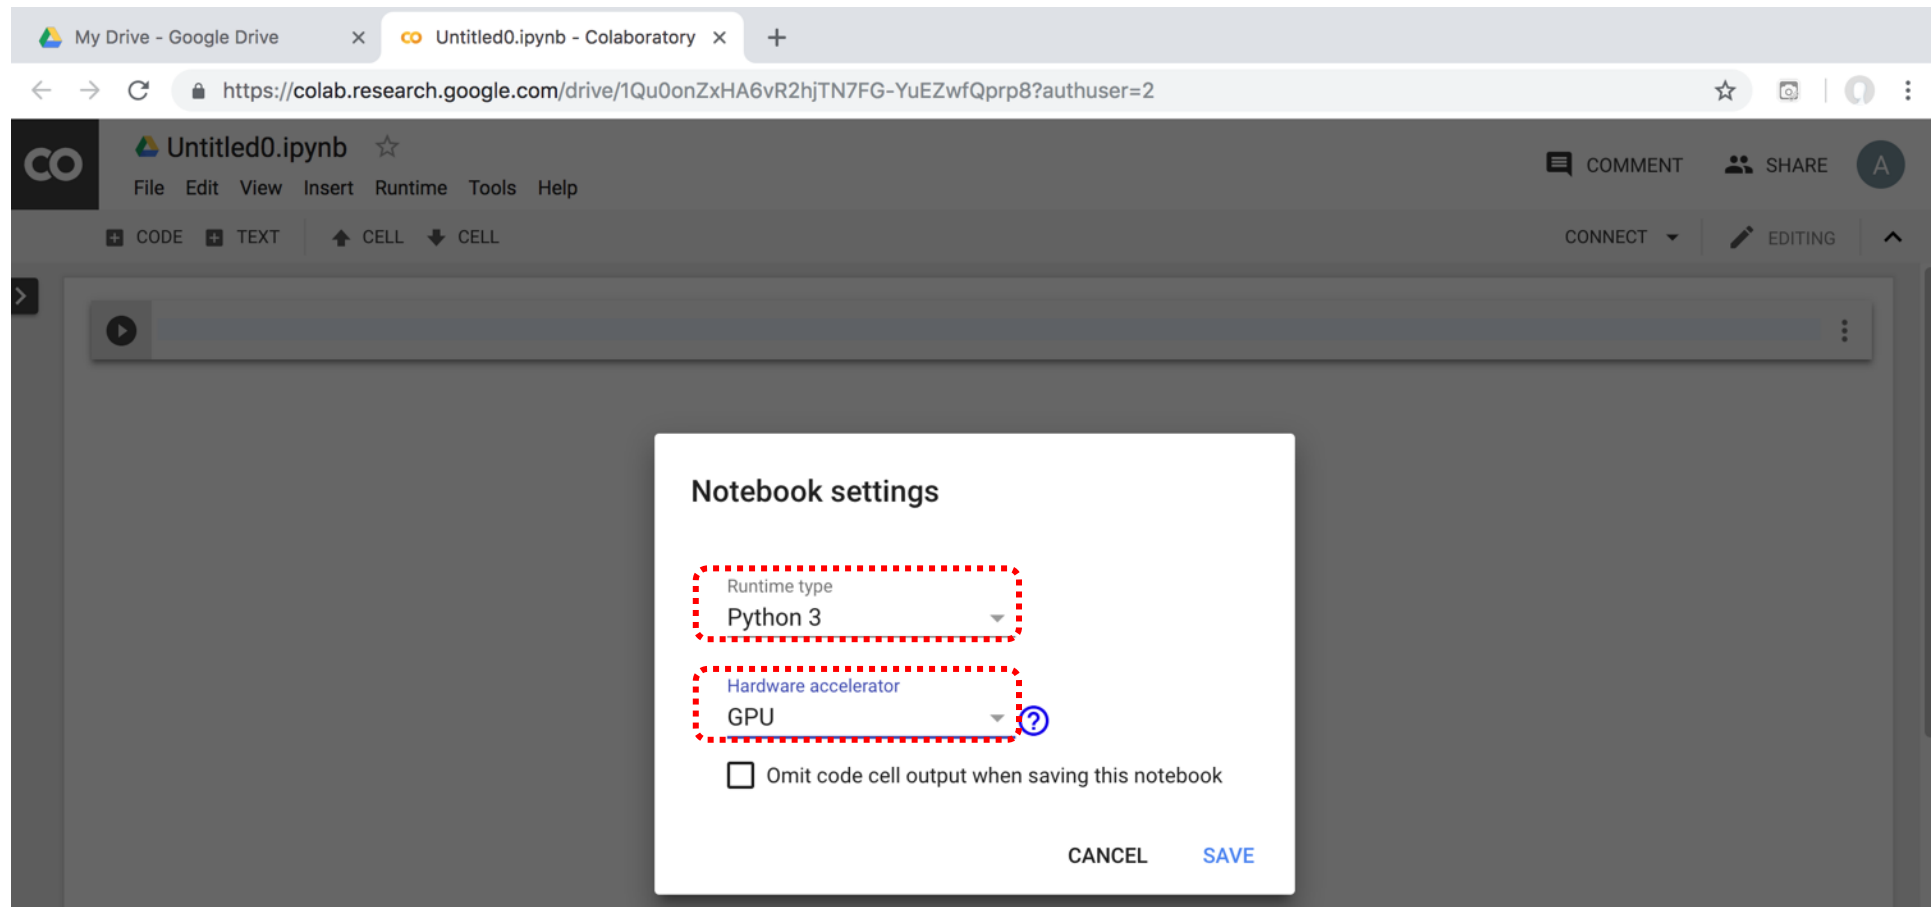 My Drive - Google Drive
CO Untitled0.ipynb - Colaboratory
https://colab.research.google.com/drive/1Qu0onZxHA6vR2hjTN7FG-YuEZwfQprp8?authuser=2
CO
Untitled0.ipynb
COMMENT SHARE A
File Edit View Insert Runtime Tools Help
CODE TEXT CELL CELL CONNECT EDITING
Notebook settings
Runtime type
Python 3
Hardware accelerator
GPU ?
Omit code cell output when saving this notebook
CANCEL SAVE